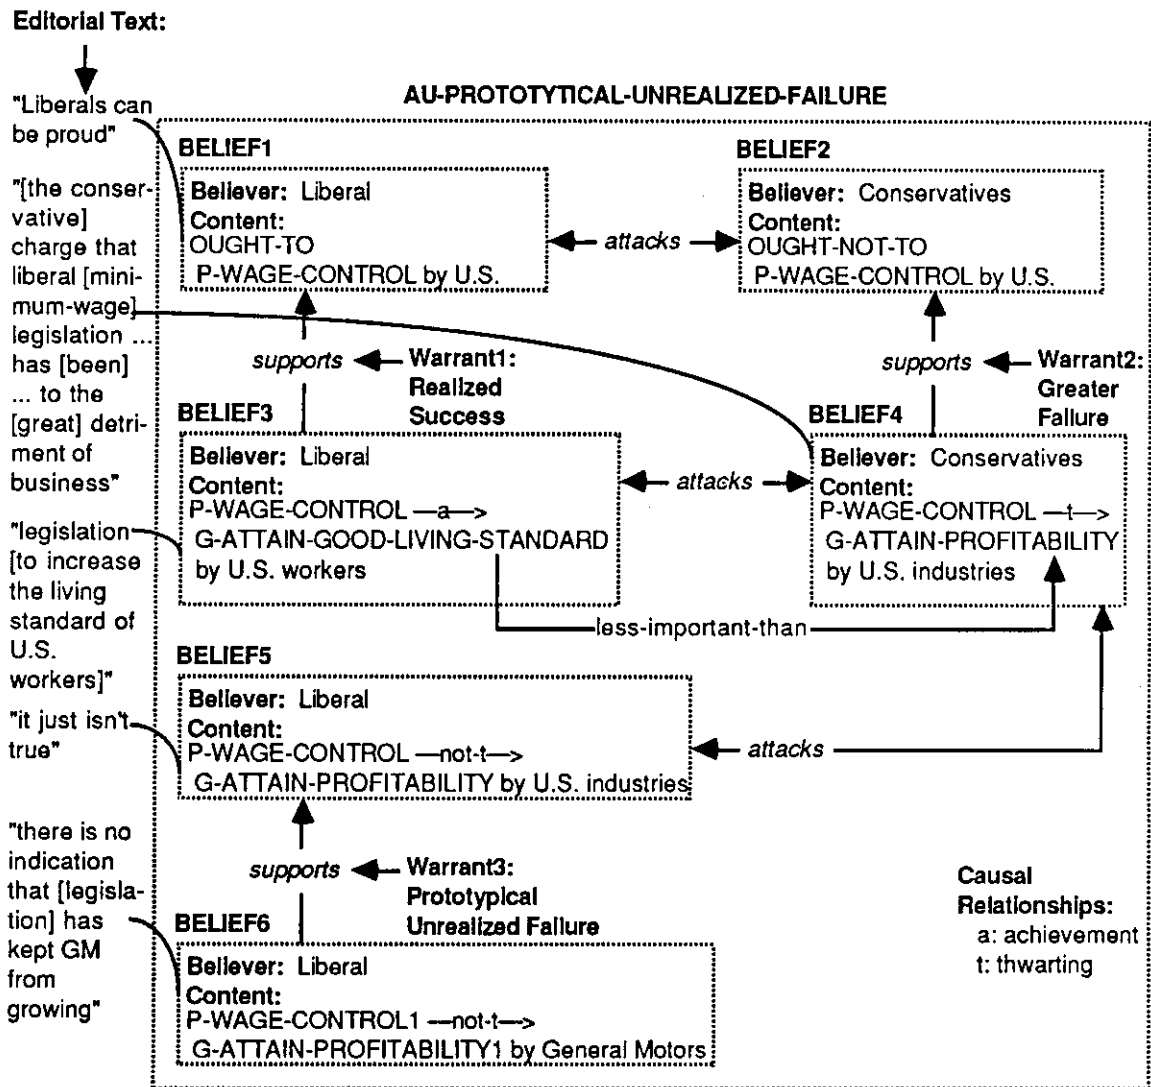 Editorial Text:
"Liberals can
be proud"
"[the conser-
vative]
charge that
liberal [mini-
mum-wage]
legislation ...
has [been]
... to the
[great] detri-
ment of
business"
"legislation
[to increase
the living
standard of
U.S.
workers]"
"it just isn't
true"
"there is no
indication
that [legisla-
tion] has
kept GM
from
growing"
AU-PROTOTYTICAL-UNREALIZED-FAILURE
BELIEF1
Believer: Liberal
Content:
OUGHT-TO
P-WAGE-CONTROL by U.S.
attacks
BELIEF2
Believer: Conservatives
Content:
OUGHT-NOT-TO
P-WAGE-CONTROL by U.S.
supports
Warrant1:
Realized
Success
supports
Warrant2:
Greater
Failure
BELIEF3
Believer: Liberal
Content:
P-WAGE-CONTROL —a—>
G-ATTAIN-GOOD-LIVING-STANDARD
by U.S. workers
attacks
BELIEF4
Believer: Conservatives
Content:
P-WAGE-CONTROL —t—>
G-ATTAIN-PROFITABILITY
by U.S. industries
less-important-than
BELIEF5
Believer: Liberal
Content:
P-WAGE-CONTROL —not-t—>
G-ATTAIN-PROFITABILITY by U.S. industries
attacks
supports
Warrant3:
Prototypical
Unrealized Failure
BELIEF6
Believer: Liberal
Content:
P-WAGE-CONTROL1 —not-t—>
G-ATTAIN-PROFITABILITY1 by General Motors
Causal
Relationships:
a: achievement
t: thwarting